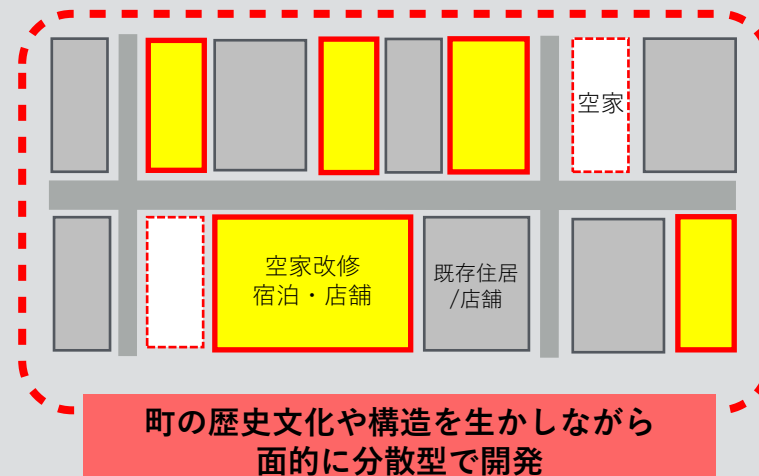 空家
空家改修
宿泊・店舗
既存住居
/店舗
町の歴史文化や構造を生かしながら
面的に分散型で開発